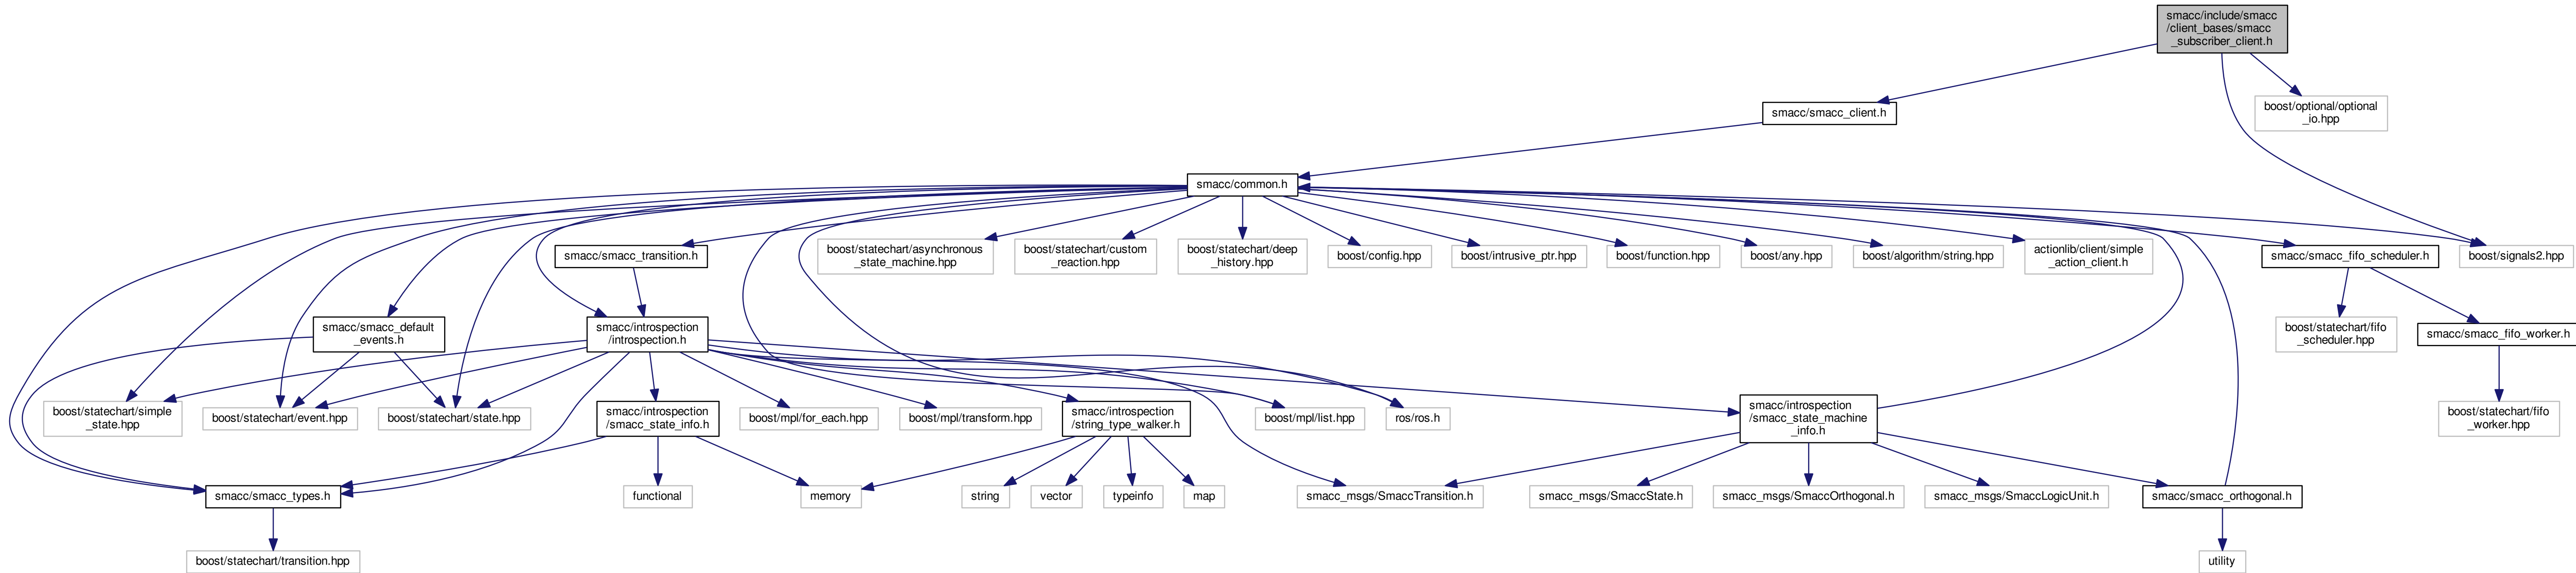 smacc/include/smacc
/client_bases/smacc
_subscriber_client.h
smacc/smacc_client.h
boost/optional/optional
_io.hpp
smacc/common.h
smacc/smacc_transition.h
boost/statechart/asynchronous
_state_machine.hpp
boost/statechart/custom
_reaction.hpp
boost/statechart/deep
_history.hpp
boost/config.hpp
boost/intrusive_ptr.hpp
boost/function.hpp
boost/any.hpp
boost/algorithm/string.hpp
actionlib/client/simple
_action_client.h
smacc/smacc_fifo_scheduler.h
boost/signals2.hpp
smacc/smacc_default
_events.h
smacc/introspection
/introspection.h
boost/statechart/fifo
_scheduler.hpp
smacc/smacc_fifo_worker.h
boost/statechart/simple
_state.hpp
boost/statechart/event.hpp
boost/statechart/state.hpp
smacc/introspection
/smacc_state_info.h
boost/mpl/for_each.hpp
boost/mpl/transform.hpp
smacc/introspection
/string_type_walker.h
boost/mpl/list.hpp
ros/ros.h
smacc/introspection
/smacc_state_machine
_info.h
boost/statechart/fifo
_worker.hpp
smacc/smacc_types.h
functional
memory
string
vector
typeinfo
map
smacc_msgs/SmaccTransition.h
smacc_msgs/SmaccState.h
smacc_msgs/SmaccOrthogonal.h
smacc_msgs/SmaccLogicUnit.h
smacc/smacc_orthogonal.h
boost/statechart/transition.hpp
utility